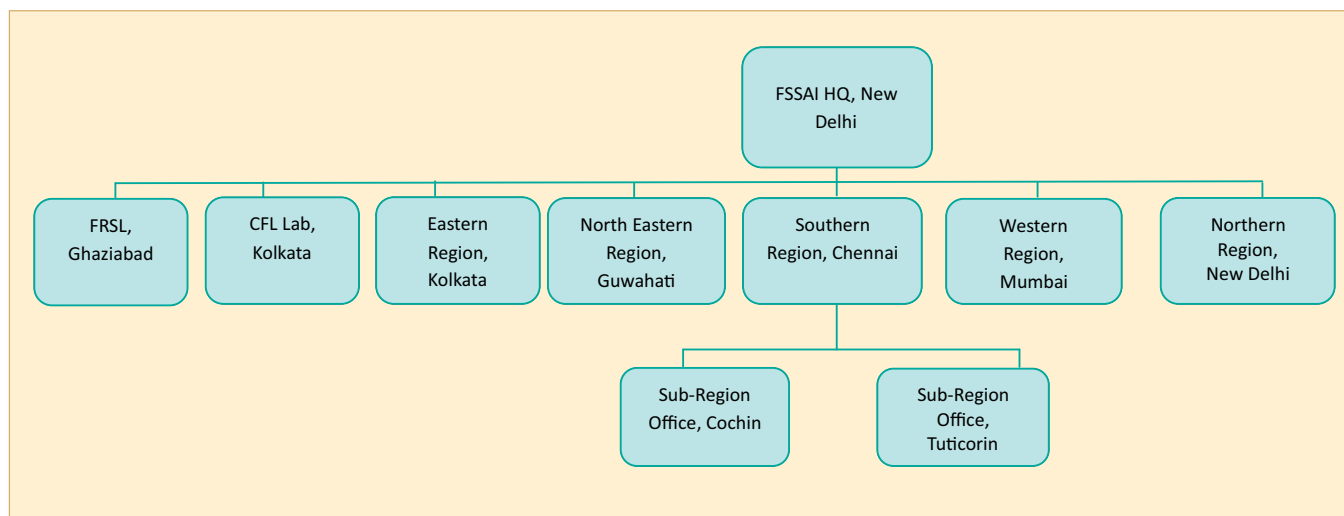 FSSAI HQ, New
Delhi
FRSL,
Ghaziabad
CFL Lab,
Kolkata
Eastern
Region,
Kolkata
North Eastern
Region,
Guwahati
Southern
Region, Chennai
Western
Region,
Mumbai
Northern
Region,
New Delhi
Sub-Region
Office, Cochin
Sub-Region
Office,
Tuticorin